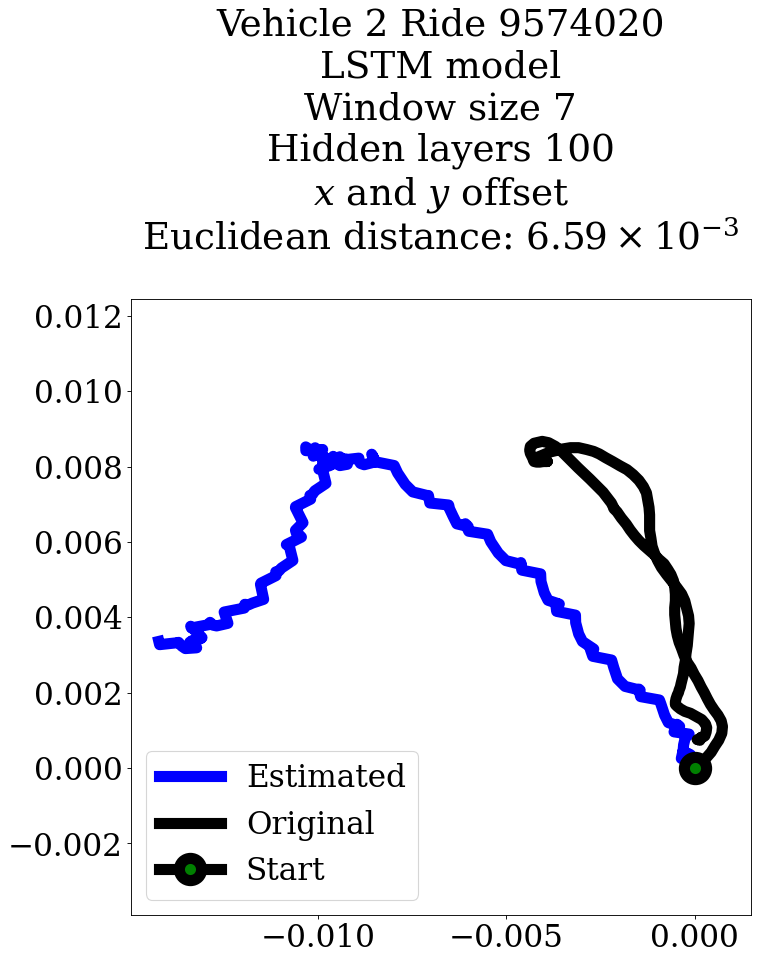 Vehicle 2 Ride 9574020
LSTM model
Window size 7
Hidden layers 100
x and y offset
Euclidean distance: 6.59 × 10⁻³
0.012
0.010
0.008
0.006
0.004
0.002
0.000
−0.002
Estimated
Original
Start
−0.010 −0.005 0.000